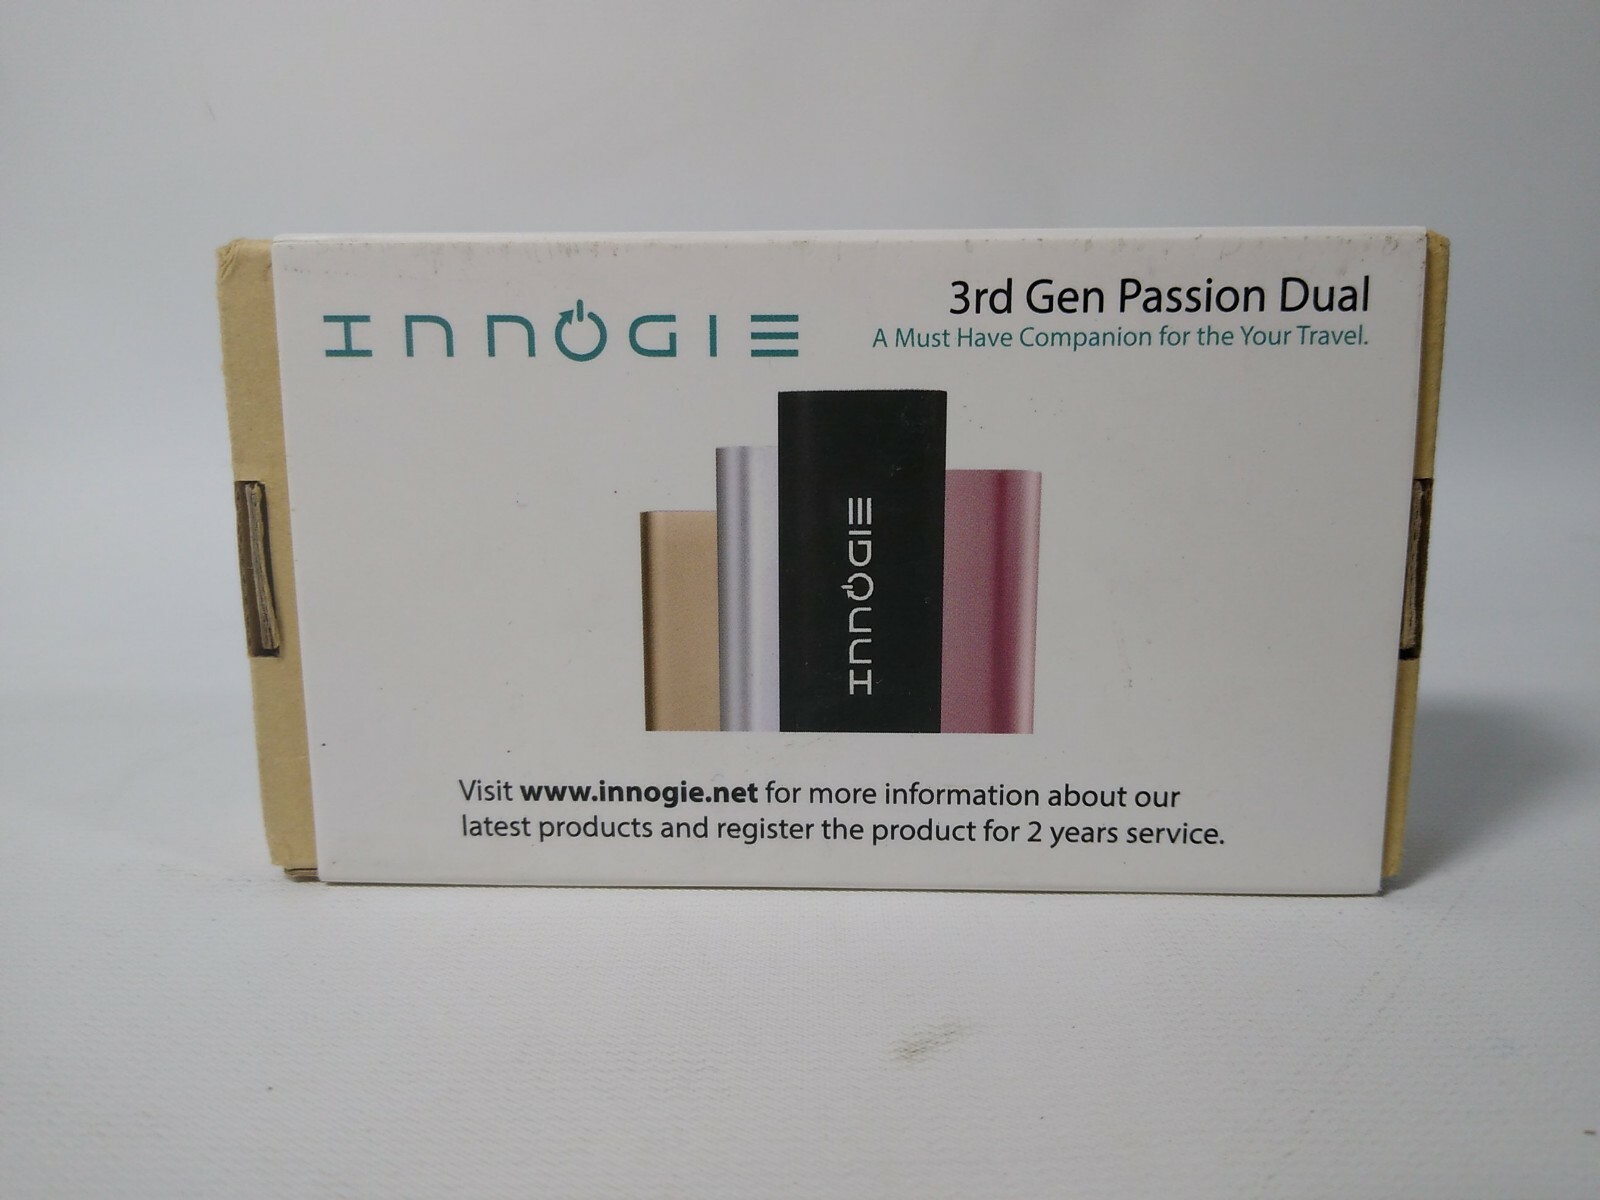 INNOGIE
3rd Gen Passion Dual
A Must Have Companion for the Your Travel.
INNOGIE
Visit www.innogie.net for more information about our
latest products and register the product for 2 years service.